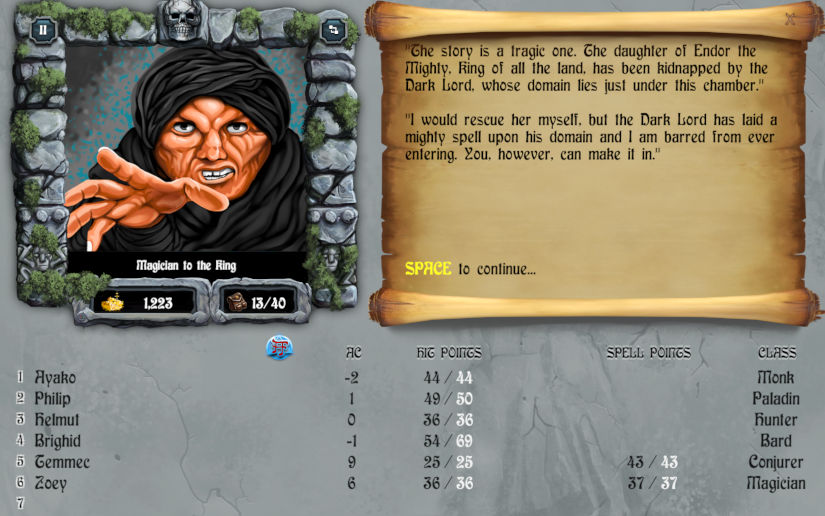 "The story is a tragic one. The daughter of Endor the
Mighty, King of all the land, has been kidnapped by the
Dark Lord, whose domain lies just under this chamber."
"I would rescue her myself, but the Dark Lord has laid a
mighty spell upon his domain and I am barred from ever
entering. You, however, can make it in."
SPACE to continue...
Magician to the King
1,223 13/40
AC HIT POINTS SPELL POINTS CLASS
1 Ayako -2 44 / 44 Monk
2 Philip 1 49 / 50 Paladin
3 Helmut 0 36 / 36 Hunter
4 Brighid -1 54 / 69 Bard
5 Temmec 9 25 / 25 43 / 43 Conjurer
6 Zoey 6 36 / 36 37 / 37 Magician
7